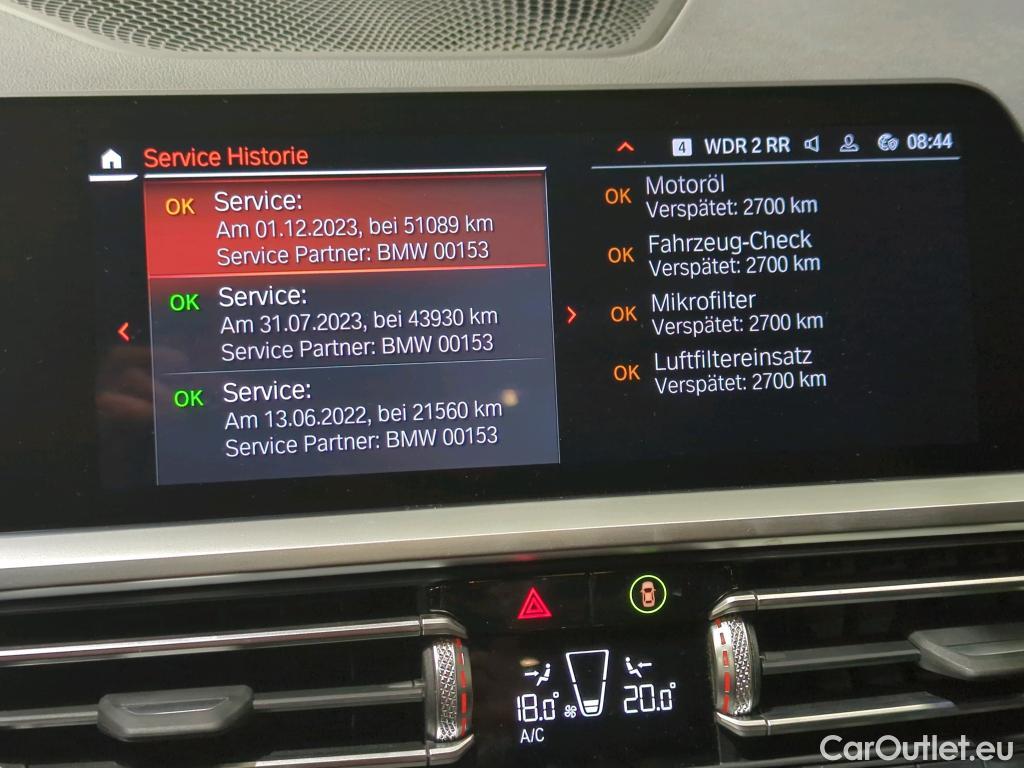 Service Historie
4 WDR 2 RR 08:44
OK Service:
Am 01.12.2023, bei 51089 km
Service Partner: BMW 00153
OK Service:
Am 31.07.2023, bei 43930 km
Service Partner: BMW 00153
OK Service:
Am 13.06.2022, bei 21560 km
Service Partner: BMW 00153
OK Motoröl
Verspätet: 2700 km
OK Fahrzeug-Check
Verspätet: 2700 km
OK Mikrofilter
Verspätet: 2700 km
OK Luftfiltereinsatz
Verspätet: 2700 km
18.0° 20.0°
A/C
CarOutlet.eu